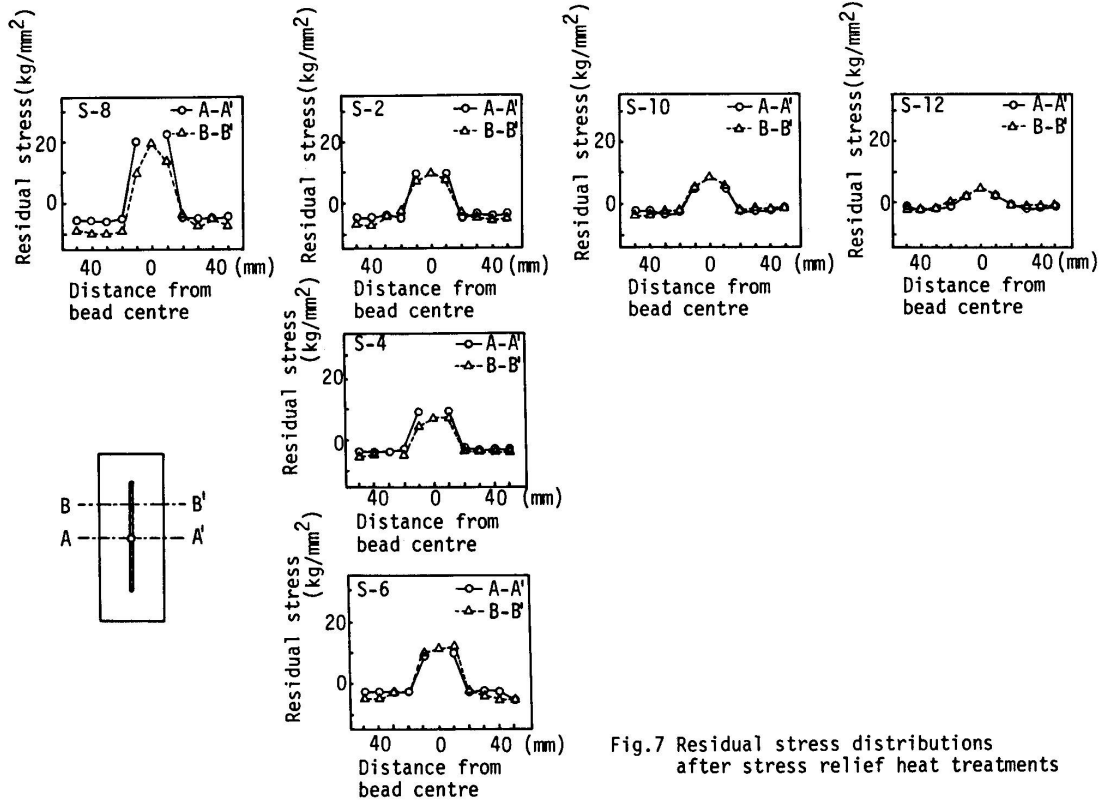 Residual stress(kg/mm²)
S-8
A-A'
B-B'
20
0
40 0 40 (mm)
Distance from
bead centre
Residual stress(kg/mm²)
S-2
A-A'
B-B'
20
0
40 0 40 (mm)
Distance from
bead centre
Residual stress(kg/mm²)
S-10
A-A'
B-B'
20
0
40 0 40 (mm)
Distance from
bead centre
Residual stress(kg/mm²)
S-12
A-A'
B-B'
20
0
40 0 40 (mm)
Distance from
bead centre
Residual stress
(kg/mm²)
S-4
A-A'
B-B'
20
0
40 0 40 (mm)
Distance from
bead centre
B B'
A A'
Residual stress
(kg/mm²)
S-6
A-A'
B-B'
20
0
40 0 40 (mm)
Distance from
bead centre
Fig.7 Residual stress distributions
after stress relief heat treatments